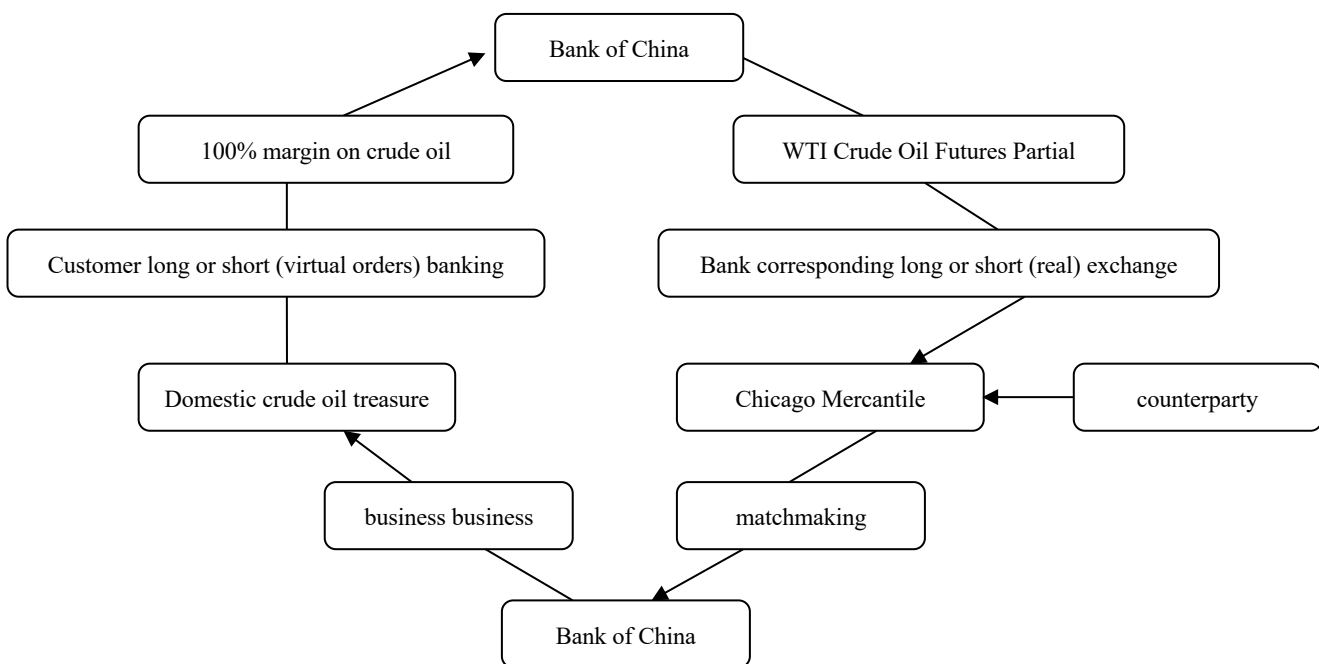 Bank of China
100% margin on crude oil
WTI Crude Oil Futures Partial
Customer long or short (virtual orders) banking
Bank corresponding long or short (real) exchange
Domestic crude oil treasure
Chicago Mercantile
counterparty
business business
matchmaking
Bank of China